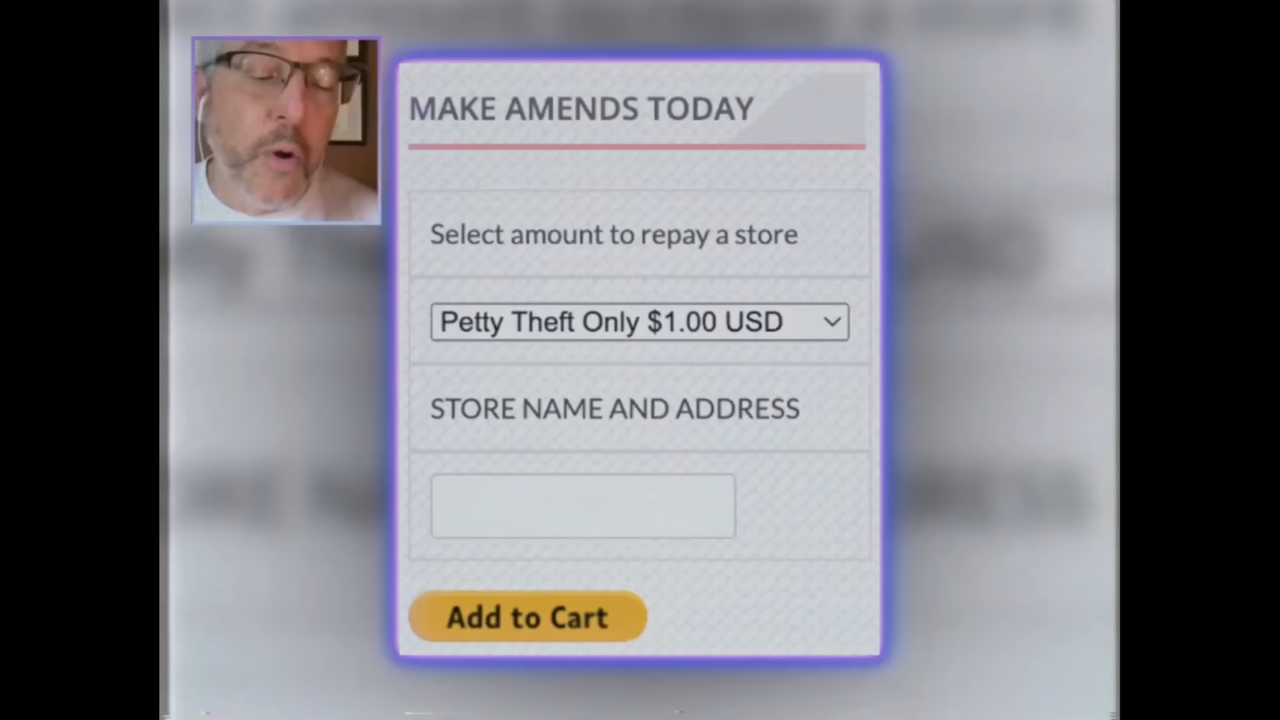 MAKE AMENDS TODAY
Select amount to repay a store
Petty Theft Only $1.00 USD
STORE NAME AND ADDRESS
Add to Cart